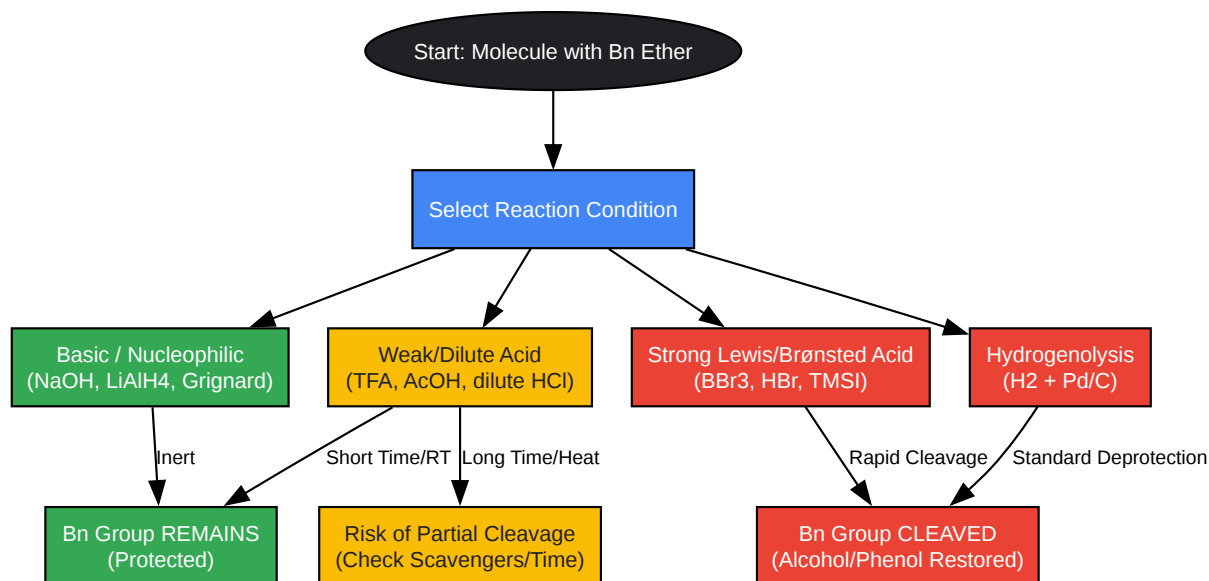 Start: Molecule with Bn Ether
Select Reaction Condition
Basic / Nucleophilic
(NaOH, LiAlH4, Grignard)
Weak/Dilute Acid
(TFA, AcOH, dilute HCl)
Strong Lewis/Brønsted Acid
(BBr3, HBr, TMSI)
Hydrogenolysis
(H2 + Pd/C)
Inert
Short Time/RT
Long Time/Heat
Rapid Cleavage
Standard Deprotection
Bn Group REMAINS
(Protected)
Risk of Partial Cleavage
(Check Scavengers/Time)
Bn Group CLEAVED
(Alcohol/Phenol Restored)